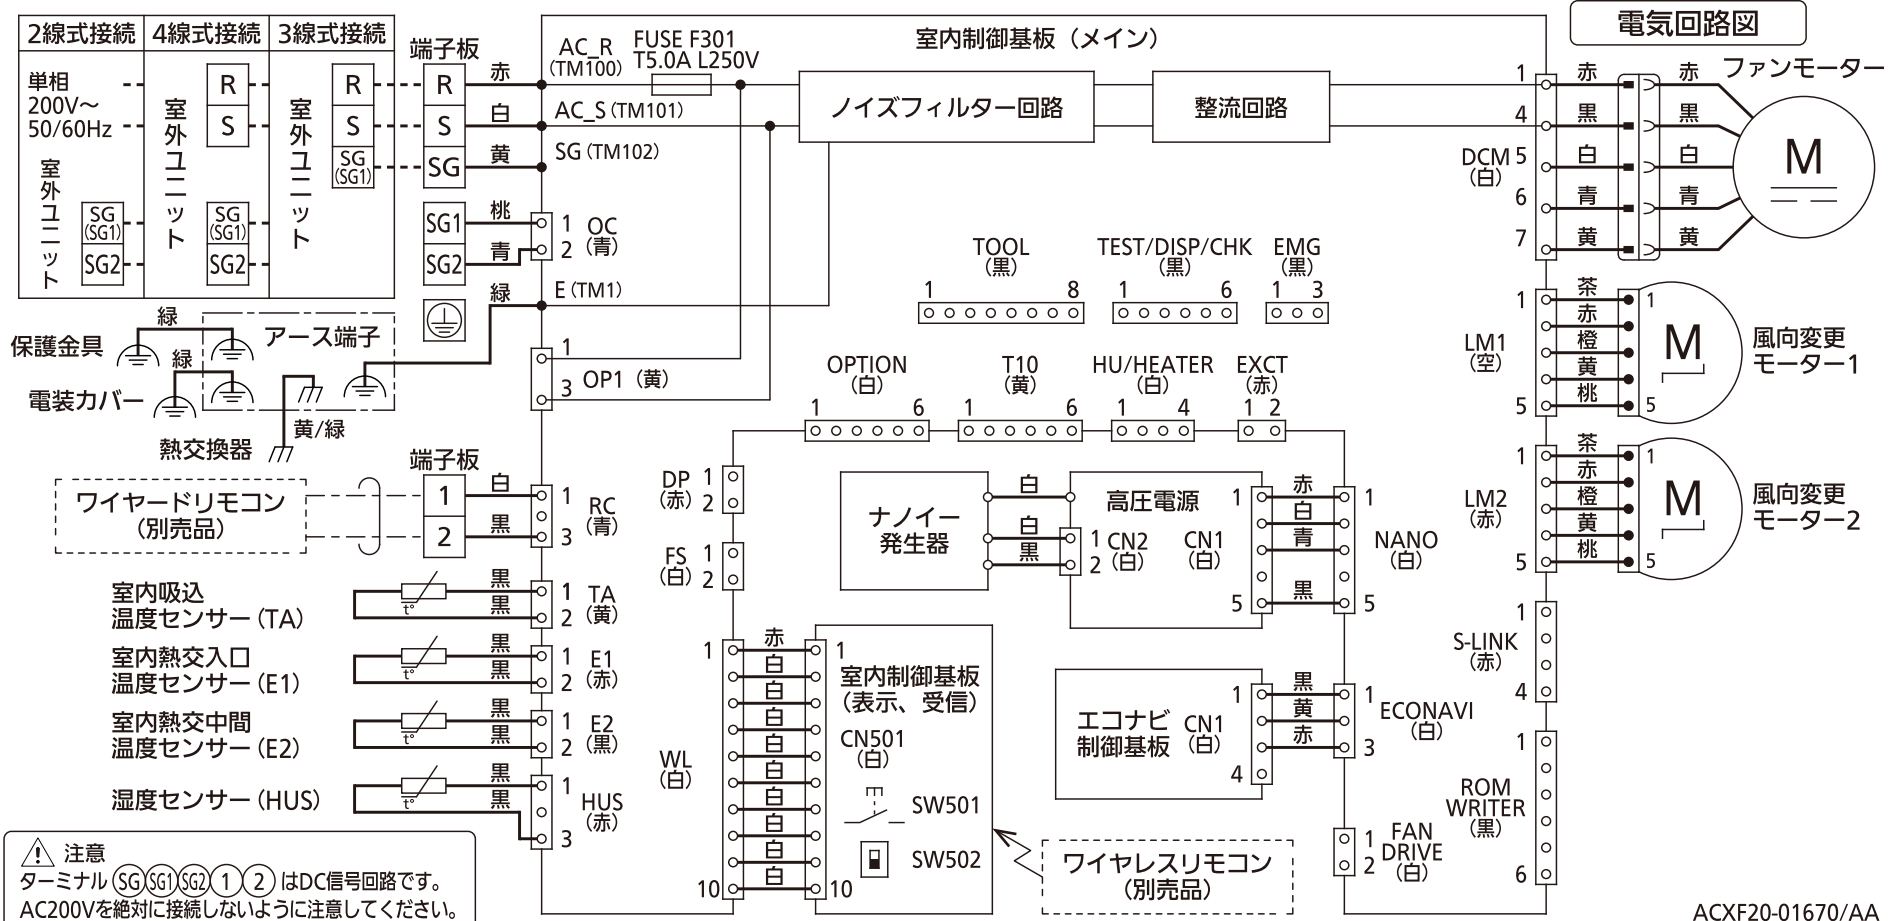 電気回路図
2線式接続
4線式接続
3線式接続
端子板
単相
200V～
50/60Hz
室外ユニット
SG
(SG1)
SG2
室外ユニット
R
S
SG
(SG1)
SG2
室外ユニット
R
S
SG
(SG1)
R
S
SG
SG1
SG2
赤
白
黄
桃
青
緑
AC_R
(TM100)
FUSE F301
T5.0A L250V
AC_S (TM101)
SG (TM102)
1
2
OC
(青)
E (TM1)
1
3
OP1 (黄)
室内制御基板（メイン）
ノイズフィルター回路
整流回路
保護金具
緑
アース端子
電装カバー
緑
黄/緑
熱交換器
端子板
ワイヤードリモコン
(別売品)
1
2
白
黒
1
3
RC
(青)
室内吸込
温度センサー (TA)
t°
黒
黒
1
2
TA
(黄)
室内熱交入口
温度センサー (E1)
t°
黒
黒
1
2
E1
(赤)
室内熱交中間
温度センサー (E2)
t°
黒
黒
1
2
E2
(黒)
湿度センサー (HUS)
t°
黒
黒
1
3
HUS
(赤)
注意
ターミナル SG SG1 SG2 1 2 はDC信号回路です。
AC200Vを絶対に接続しないように注意してください。
TOOL
(黒)
1 8
TEST/DISP/CHK
(黒)
1 6
EMG
(黒)
1 3
OPTION
(白)
1 6
T10
(黄)
1 6
HU/HEATER
(白)
1 4
EXCT
(赤)
1 2
DP
(赤)
1
2
FS
(白)
1
2
ナノイー
発生器
白
白
黒
高圧電源
1
2
CN2
(白)
CN1
(白)
1
5
赤
白
青
黒
1
5
NANO
(白)
WL
(白)
1
10
赤
白
白
白
白
白
白
白
白
白
1
10
室内制御基板
(表示、受信)
CN501
(白)
SW501
SW502
エコナビ
制御基板
CN1
(白)
1
4
黒
黄
赤
1
3
ECONAVI
(白)
ワイヤレスリモコン
(別売品)
1
2
FAN
DRIVE
(白)
DCM
(白)
1
4
5
6
7
赤
黒
白
青
黄
赤
黒
白
青
黄
ファンモーター
M
LM1
(空)
1
5
茶
赤
橙
黄
桃
1
5
M
風向変更
モーター1
LM2
(赤)
1
5
茶
赤
橙
黄
桃
1
5
M
風向変更
モーター2
S-LINK
(赤)
1
4
ROM
WRITER
(黒)
1
6
ACXF20-01670/AA